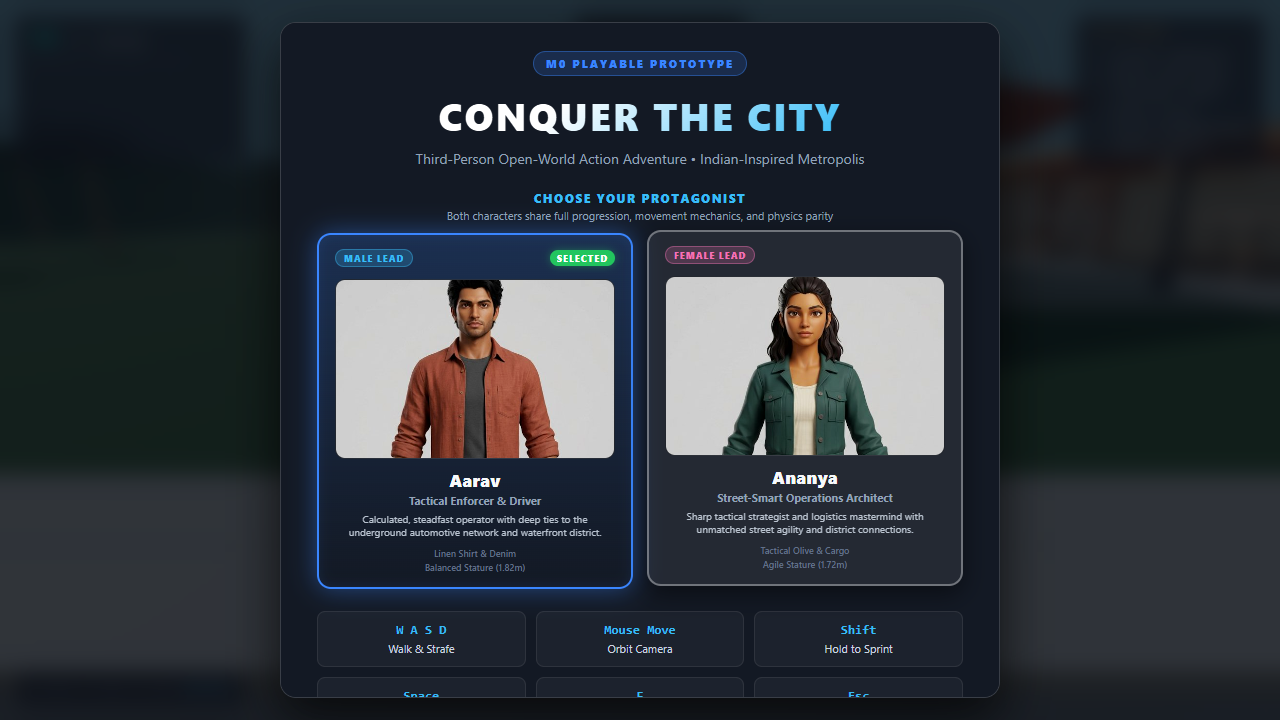 M0 PLAYABLE PROTOTYPE
CONQUER THE CITY
Third-Person Open-World Action Adventure • Indian-Inspired Metropolis
CHOOSE YOUR PROTAGONIST
Both characters share full progression, movement mechanics, and physics parity
MALE LEAD
SELECTED
Aarav
Tactical Enforcer & Driver
Calculated, steadfast operator with deep ties to the
underground automotive network and waterfront district.
Linen Shirt & Denim
Balanced Stature (1.82m)
FEMALE LEAD
Ananya
Street-Smart Operations Architect
Sharp tactical strategist and logistics mastermind with
unmatched street agility and district connections.
Tactical Olive & Cargo
Agile Stature (1.72m)
W A S D
Walk & Strafe
Mouse Move
Orbit Camera
Shift
Hold to Sprint
Space
Esc